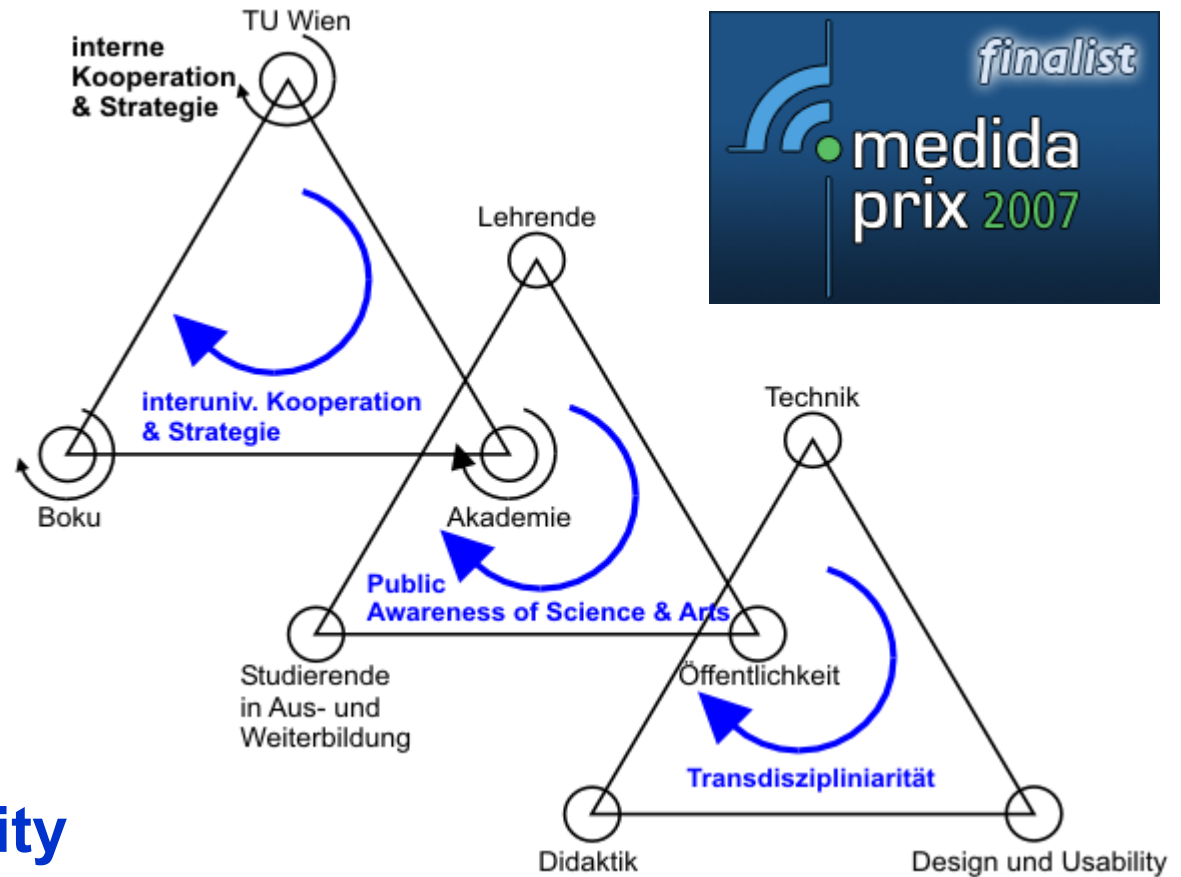 TU Wien
interne
Kooperation
& Strategie
finalist
medida
prix 2007
Lehrende
interuniv. Kooperation
& Strategie
Technik
Boku
Akademie
Public
Awareness of Science & Arts
Studierende
in Aus- und
Weiterbildung
Öffentlichkeit
Transdiszipliniarität
ity
Didaktik
Design und Usability